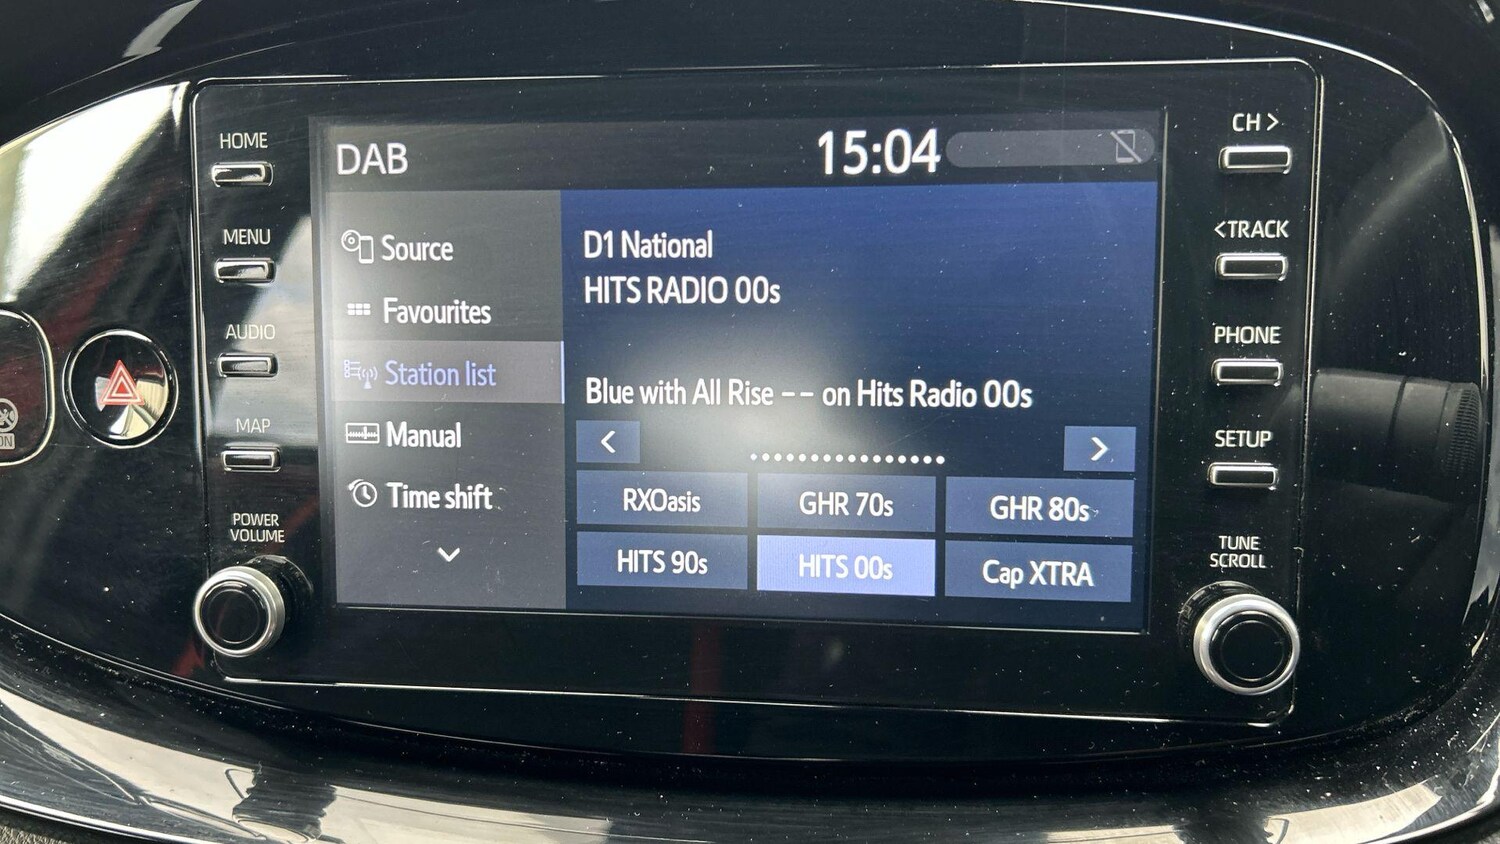 HOME
MENU
AUDIO
MAP
POWER
VOLUME
DAB
15:04
Source
Favourites
Station list
Manual
Time shift
D1 National
HITS RADIO 00s
Blue with All Rise -- on Hits Radio 00s
< >
RXOasis GHR 70s GHR 80s
HITS 90s HITS 00s Cap XTRA
CH >
<TRACK
PHONE
SETUP
TUNE
SCROLL